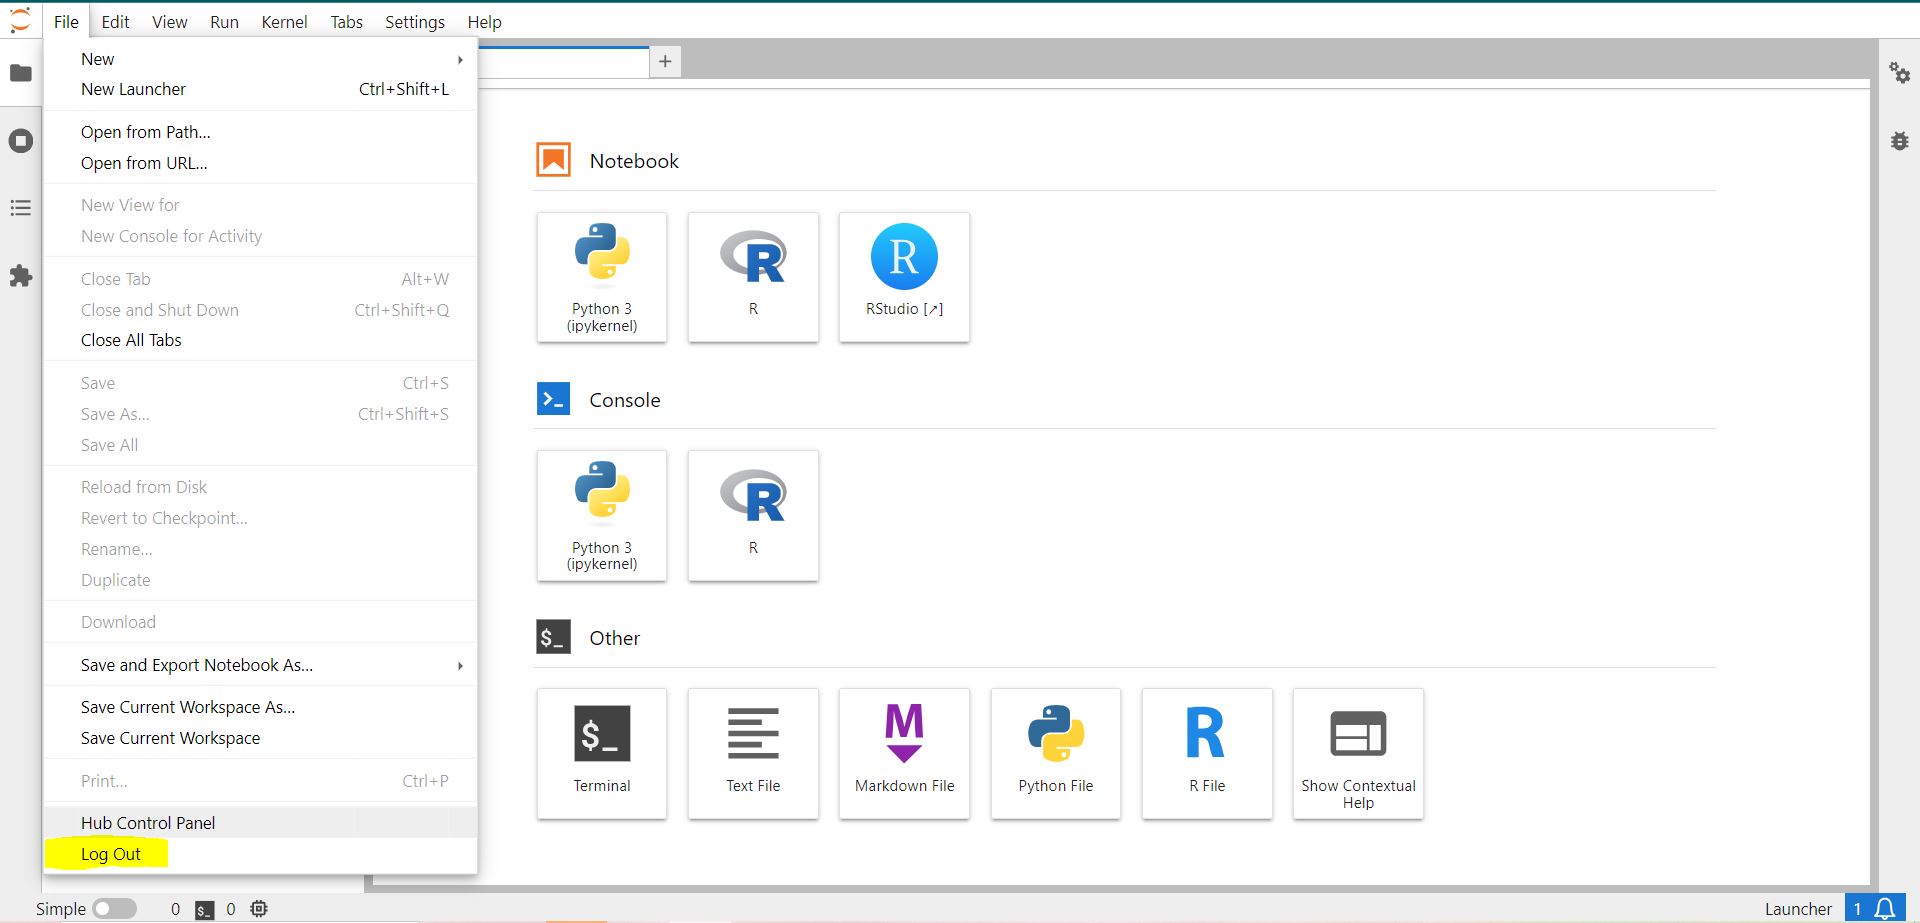 File Edit View Run Kernel Tabs Settings Help
New
New Launcher Ctrl+Shift+L
Open from Path...
Open from URL...
New View for
New Console for Activity
Close Tab Alt+W
Close and Shut Down Ctrl+Shift+Q
Close All Tabs
Save Ctrl+S
Save As... Ctrl+Shift+S
Save All
Reload from Disk
Revert to Checkpoint...
Rename...
Duplicate
Download
Save and Export Notebook As...
Save Current Workspace As...
Save Current Workspace
Print... Ctrl+P
Hub Control Panel
Log Out
+
Notebook
R R
Python 3 R RStudio [↗]
(ipykernel)
>_ Console
R
Python 3 R
(ipykernel)
$_ Other
$_ M R
Terminal Text File Markdown File Python File R File Show Contextual
Help
Simple 0 $_ 0 Launcher 1